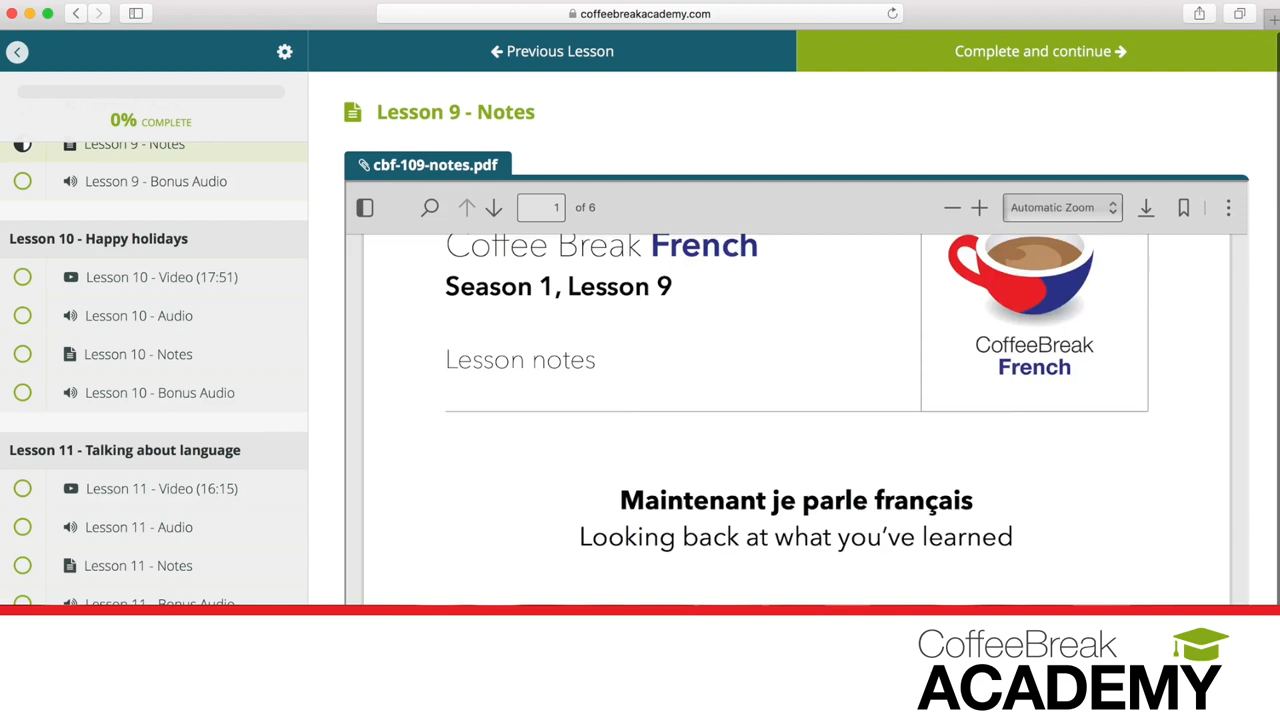 coffeebreakacademy.com
Previous Lesson
Complete and continue
0% COMPLETE
Lesson 9 - Notes
Lesson 9 - Bonus Audio
Lesson 10 - Happy holidays
Lesson 10 - Video (17:51)
Lesson 10 - Audio
Lesson 10 - Notes
Lesson 10 - Bonus Audio
Lesson 11 - Talking about language
Lesson 11 - Video (16:15)
Lesson 11 - Audio
Lesson 11 - Notes
Lesson 11 - Bonus Audio
Lesson 9 - Notes
cbf-109-notes.pdf
1 of 6
Automatic Zoom
Coffee Break French
Season 1, Lesson 9
Lesson notes
CoffeeBreak
French
Maintenant je parle français
Looking back at what you’ve learned
CoffeeBreak
ACADEMY